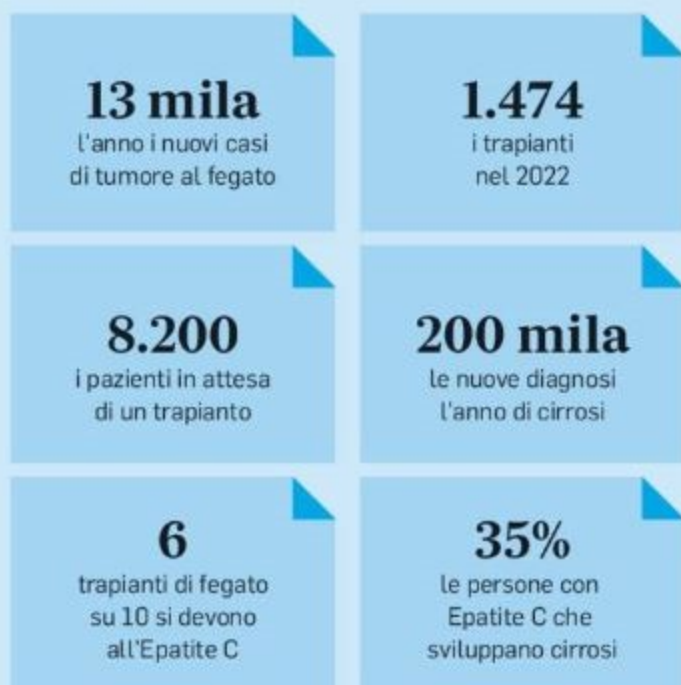 13 mila
l'anno i nuovi casi
di tumore al fegato
1.474
i trapianti
nel 2022
8.200
i pazienti in attesa
di un trapianto
200 mila
le nuove diagnosi
l'anno di cirrosi
6
trapianti di fegato
su 10 si devono
all'Epatite C
35%
le persone con
Epatite C che
sviluppano cirrosi